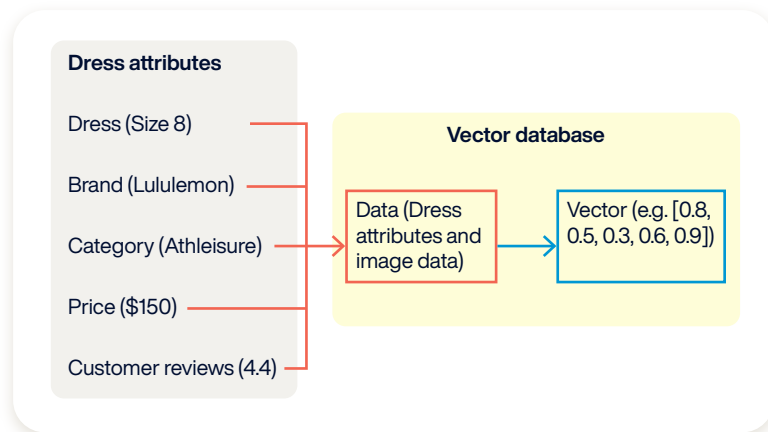 Dress attributes
Dress (Size 8)
Brand (Lululemon)
Category (Athleisure)
Price ($150)
Customer reviews (4.4)
Vector database
Data (Dress
attributes and
image data)
Vector (e.g. [0.8,
0.5, 0.3, 0.6, 0.9])